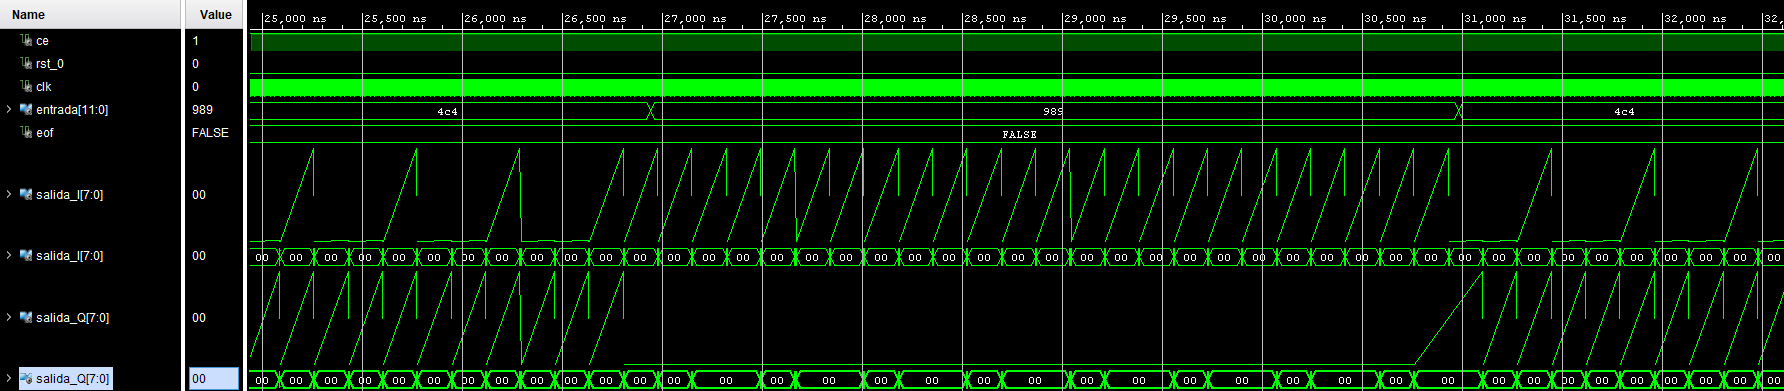 Name Value 25,000 ns 25,500 ns 26,000 ns 26,500 ns 27,000 ns 27,500 ns 28,000 ns 28,500 ns 29,000 ns 29,500 ns 30,000 ns 30,500 ns 31,000 ns 31,500 ns 32,000 ns 32,
ce 1
rst_0 0
clk 0
entrada[11:0] 989 4c4 989 4c4
eof FALSE FALSE
salida_I[7:0] 00
salida_I[7:0] 00 00 00 00 00 00 00 00 00 00 00 00 00 00 00 00 00 00 00 00 00 00 00 00 00 00 00 00 00 00 00 00 00 00 00 00 00 00 00 00 00 00 00 00 00 00
salida_Q[7:0] 00
salida_Q[7:0] 00 00 00 00 00 00 00 00 00 00 00 00 00 00 00 00 00 00 00 00 00 00 00 00 00 00 00 00 00 00 00 00 00 00 00